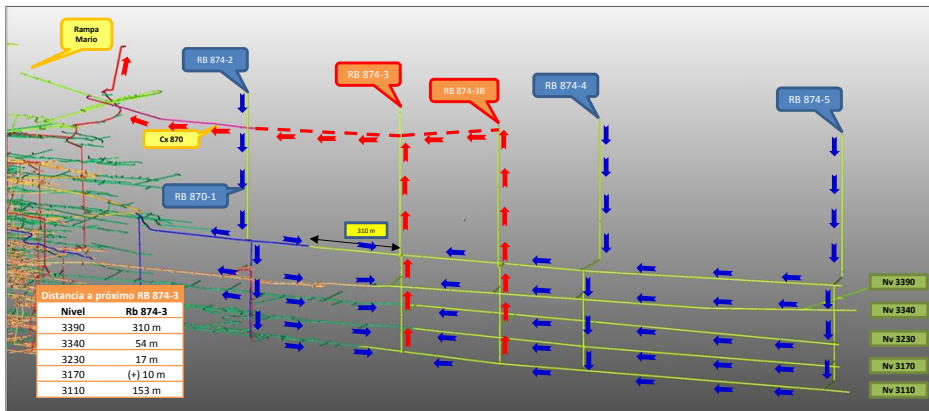 Rampa
Mario
RB 874-2
RB 874-3
RB 874-3B
RB 874-4
RB 874-5
Cx 870
RB 870-1
310 m
Distancia a próximo RB 874-3
Nivel Rb 874-3
3390 310 m
3340 54 m
3230 17 m
3170 (+) 10 m
3110 153 m
Nv 3390
Nv 3340
Nv 3230
Nv 3170
Nv 3110